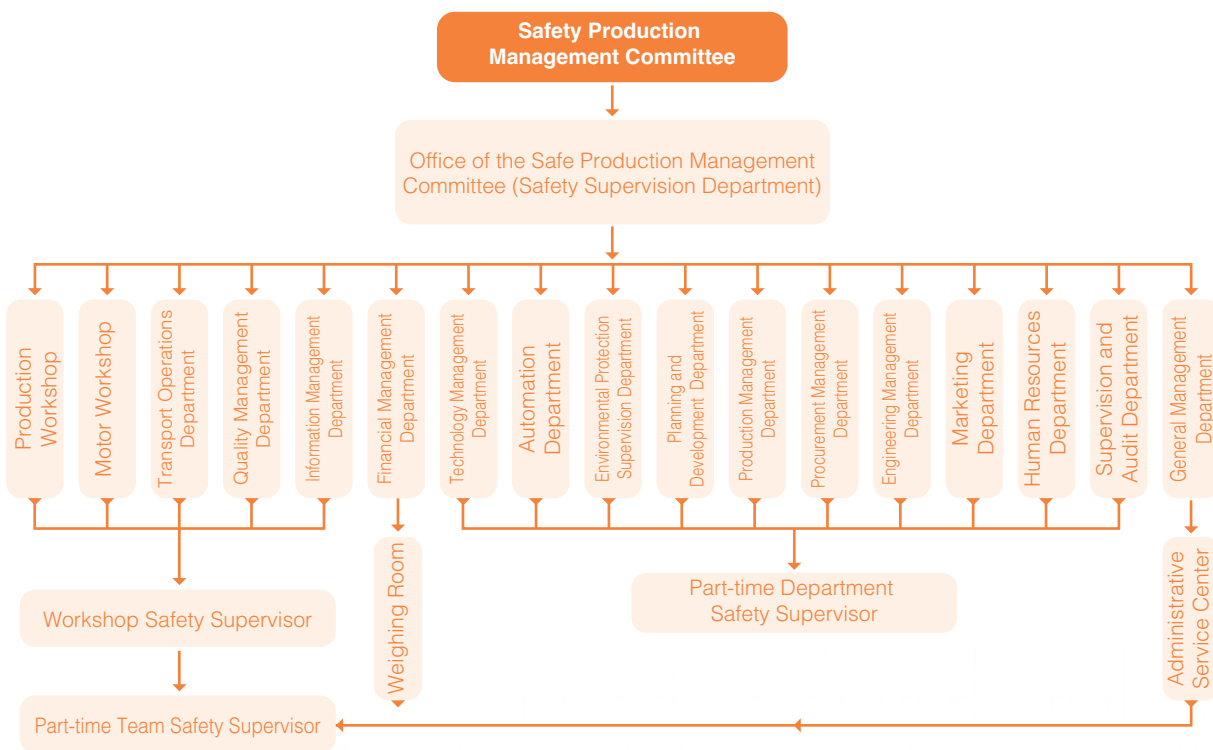 Safety Production
Management Committee
Office of the Safe Production Management
Committee (Safety Supervision Department)
Production
Workshop
Motor Workshop
Transport Operations
Department
Quality Management
Department
Information Management
Department
Financial Management
Department
Technology Management
Department
Automation
Department
Environmental Protection
Supervision Department
Planning and
Development Department
Production Management
Department
Procurement Management
Department
Engineering Management
Department
Marketing
Department
Human Resources
Department
Supervision and
Audit Department
General Management
Department
Workshop Safety Supervisor
Weighing Room
Part-time Department
Safety Supervisor
Administrative
Service Center
Part-time Team Safety Supervisor